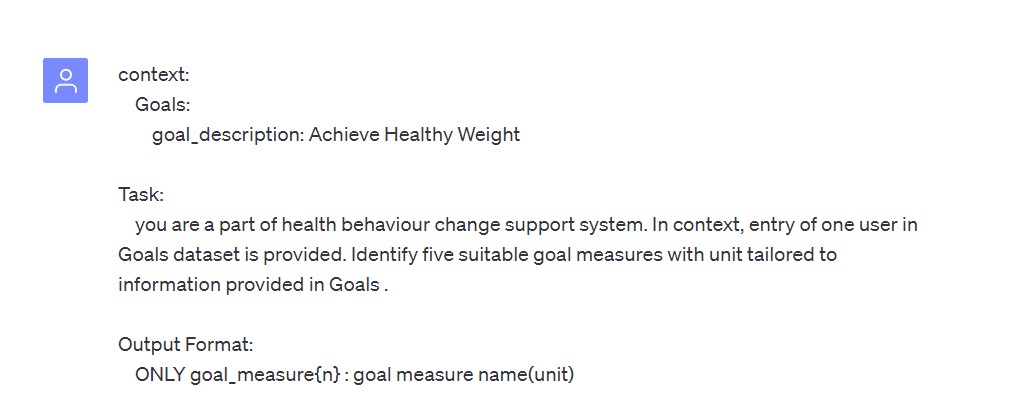 context:
Goals:
goal_description: Achieve Healthy Weight
Task:
you are a part of health behaviour change support system. In context, entry of one user in
Goals dataset is provided. Identify five suitable goal measures with unit tailored to
information provided in Goals .
Output Format:
ONLY goal_measure{n} : goal measure name(unit)